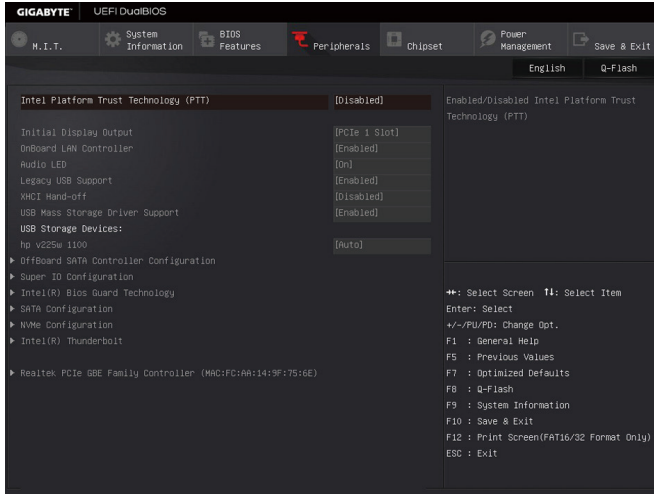 GIGABYTE™ UEFI DualBIOS
M.I.T.
System Information
BIOS Features
Peripherals
Chipset
Power Management
Save & Exit
English
Q-Flash
Intel Platform Trust Technology (PTT) [Disabled]
Initial Display Output [PCIe 1 Slot]
OnBoard LAN Controller [Enabled]
Audio LED [On]
Legacy USB Support [Enabled]
XHCI Hand-off [Disabled]
USB Mass Storage Driver Support [Enabled]
USB Storage Devices:
hp v225w 1100 [Auto]
OffBoard SATA Controller Configuration
Super IO Configuration
Intel(R) Bios Guard Technology
SATA Configuration
NVMe Configuration
Intel(R) Thunderbolt
Realtek PCIe GBE Family Controller (MAC:FC:AA:14:9F:75:6E)
Enabled/Disabled Intel Platform Trust
Technology (PTT)
→←: Select Screen ↑↓: Select Item
Enter: Select
+/-/PU/PD: Change Opt.
F1 : General Help
F5 : Previous Values
F7 : Optimized Defaults
F8 : Q-Flash
F9 : System Information
F10 : Save & Exit
F12 : Print Screen(FAT16/32 Format Only)
ESC : Exit